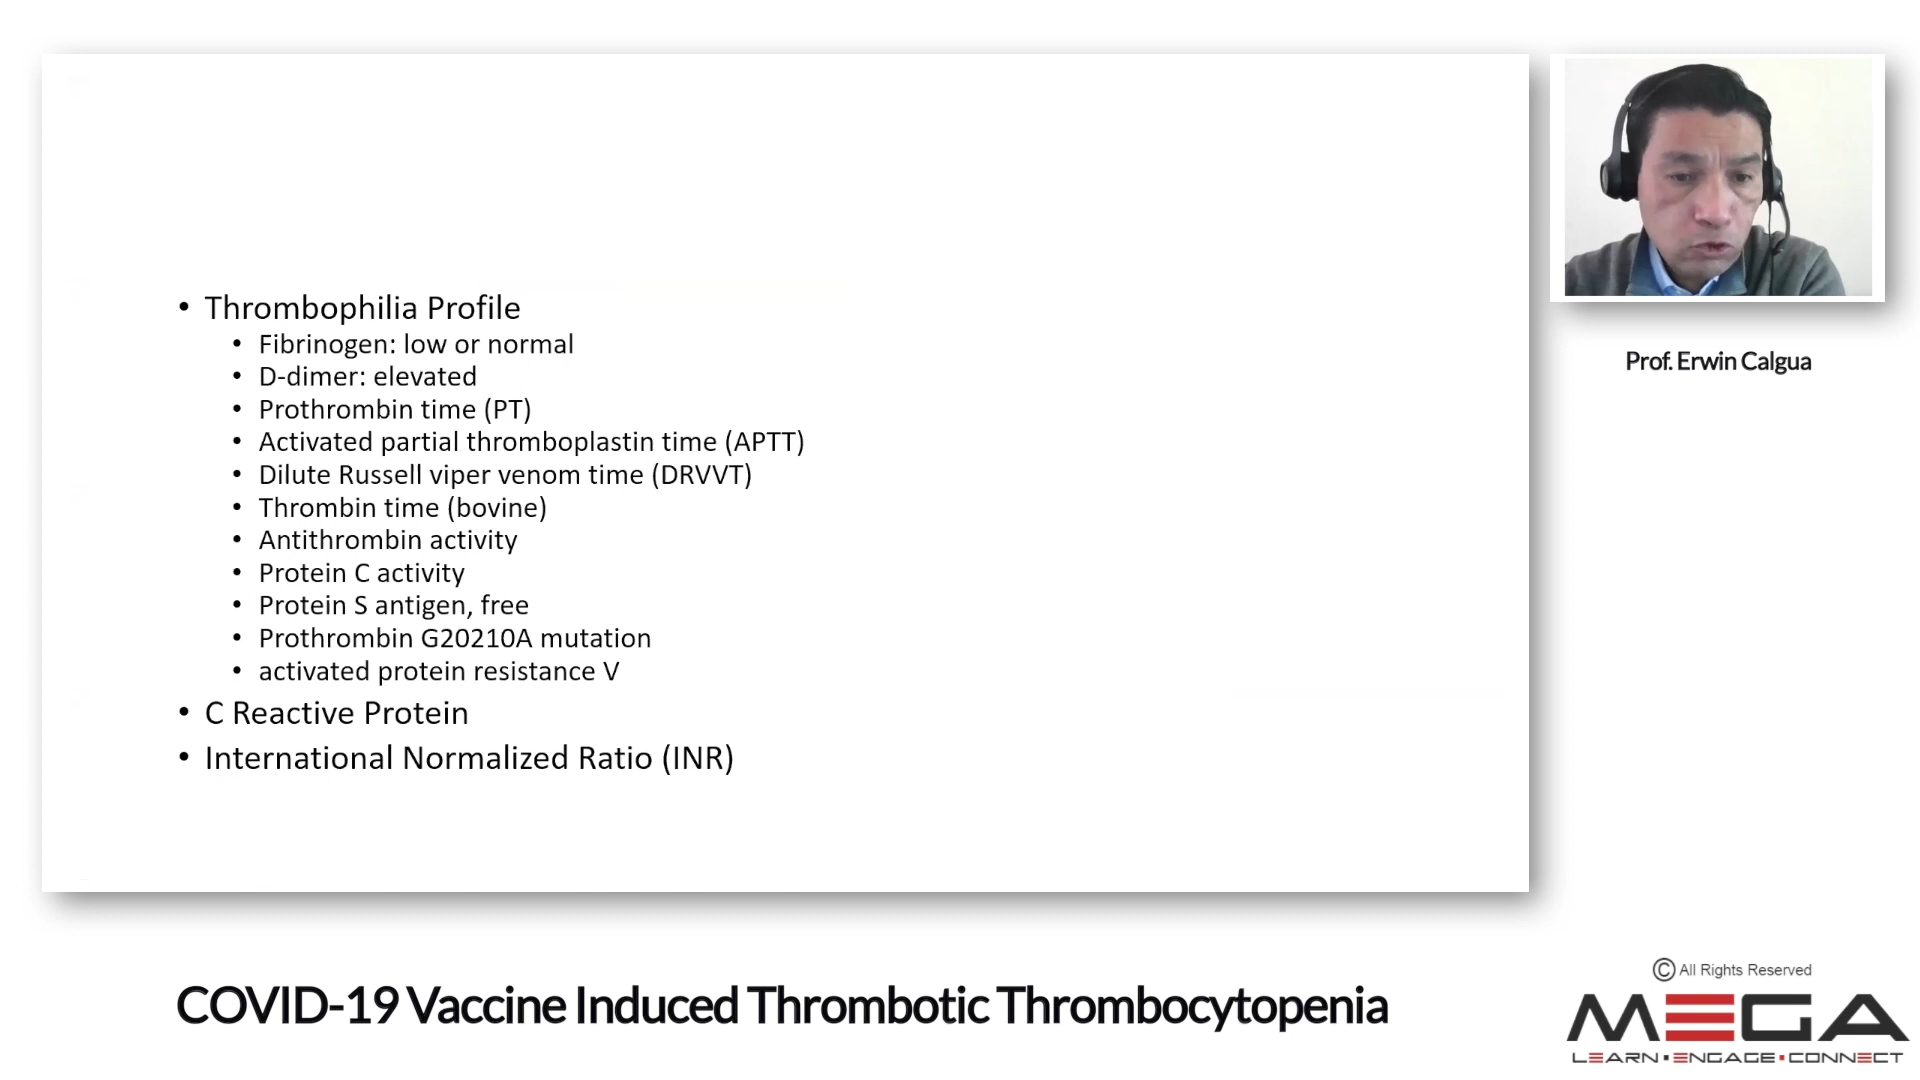 • Thrombophilia Profile
• Fibrinogen: low or normal
• D-dimer: elevated
• Prothrombin time (PT)
• Activated partial thromboplastin time (APTT)
• Dilute Russell viper venom time (DRVVT)
• Thrombin time (bovine)
• Antithrombin activity
• Protein C activity
• Protein S antigen, free
• Prothrombin G20210A mutation
• activated protein resistance V
• C Reactive Protein
• International Normalized Ratio (INR)
Prof. Erwin Calgua
COVID-19 Vaccine Induced Thrombotic Thrombocytopenia
© All Rights Reserved
MEGA
LEARN ▪ ENGAGE ▪ CONNECT